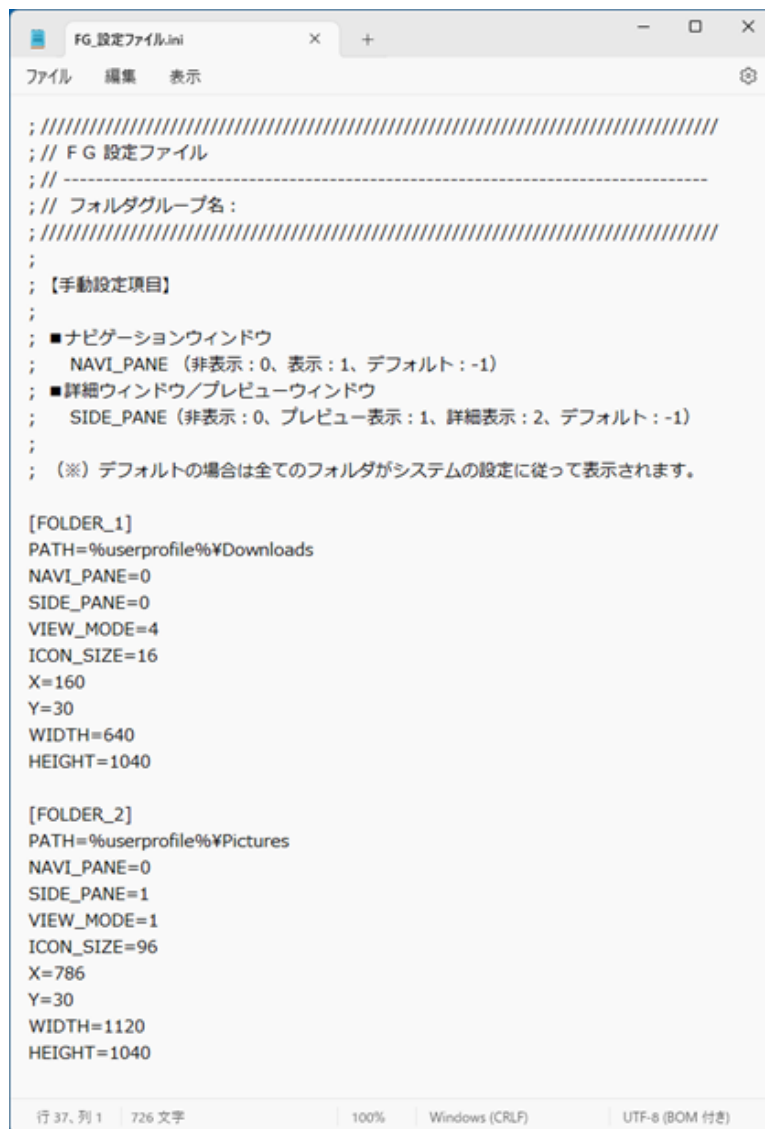 FG_設定ファイル.ini
ファイル 編集 表示
; /////////////////////////////////////////////////////////////////////////////////////
; // ＦＧ 設定ファイル
; // --------------------------------------------------------------------------------
; //  フォルダグループ名：
; /////////////////////////////////////////////////////////////////////////////////////
;
; 【手動設定項目】
;
; ■ナビゲーションウィンドウ
;    NAVI_PANE （非表示：0、表示：1、デフォルト：-1）
; ■詳細ウィンドウ／プレビューウィンドウ
;    SIDE_PANE（非表示：0、プレビュー表示：1、詳細表示：2、デフォルト：-1）
;
; （※）デフォルトの場合は全てのフォルダがシステムの設定に従って表示されます。
[FOLDER_1]
PATH=%userprofile%¥Downloads
NAVI_PANE=0
SIDE_PANE=0
VIEW_MODE=4
ICON_SIZE=16
X=160
Y=30
WIDTH=640
HEIGHT=1040
[FOLDER_2]
PATH=%userprofile%¥Pictures
NAVI_PANE=0
SIDE_PANE=1
VIEW_MODE=1
ICON_SIZE=96
X=786
Y=30
WIDTH=1120
HEIGHT=1040
行 37、列 1 726 文字 100% Windows (CRLF) UTF-8 (BOM 付き)